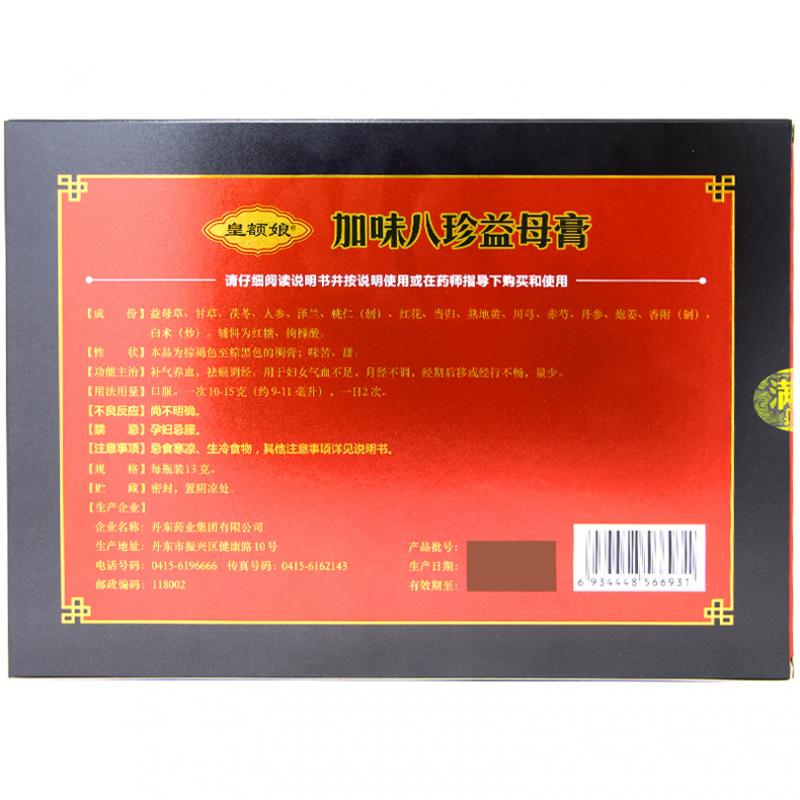 皇额娘
加味八珍益母膏
请仔细阅读说明书并按说明使用或在药师指导下购买和使用
【成 份】益母草、甘草、茯苓、人参、泽兰、桃仁（制）、红花、当归、熟地黄、川芎、赤芍、丹参、炮姜、香附（制）、
白术（炒）。辅料为红糖、枸橼酸。
【性 状】本品为棕褐色至棕黑色的稠膏；味苦、甜。
【功能主治】补气养血，祛瘀调经。用于妇女气血不足，月经不调，经期后移或经行不畅，量少。
【用法用量】口服。一次10-15克（约9-11毫升），一日2次。
【不良反应】尚不明确。
【禁 忌】孕妇忌服。
【注意事项】忌食寒凉、生冷食物，其他注意事项详见说明书。
【规 格】每瓶装13克。
【贮 藏】密封，置阴凉处。
【生产企业】
企业名称：丹东药业集团有限公司
生产地址：丹东市振兴区健康路10号
电话号码：0415-6196666 传真号码：0415-6162143
邮政编码：118002
产品批号：
生产日期：
有效期至：
6 934448 566931
满